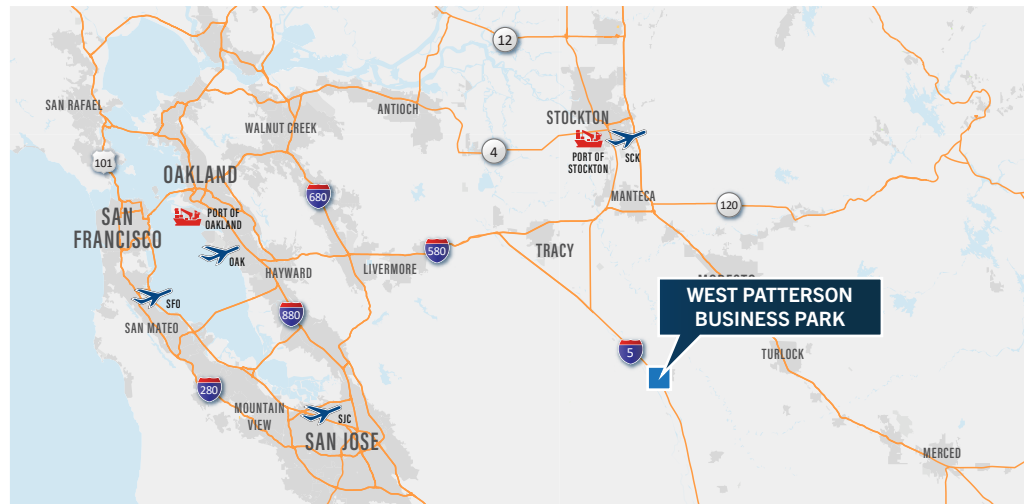 12
SAN RAFAEL
ANTIOCH
STOCKTON
WALNUT CREEK
4
PORT OF
STOCKTON
SCK
101
OAKLAND
680
MANTECA
120
SAN
FRANCISCO
PORT OF
OAKLAND
OAK
HAYWARD
LIVERMORE
580
TRACY
SFO
SAN MATEO
880
WEST PATTERSON
BUSINESS PARK
5
TURLOCK
280
MOUNTAIN
VIEW
SJC
SAN JOSE
MERCED